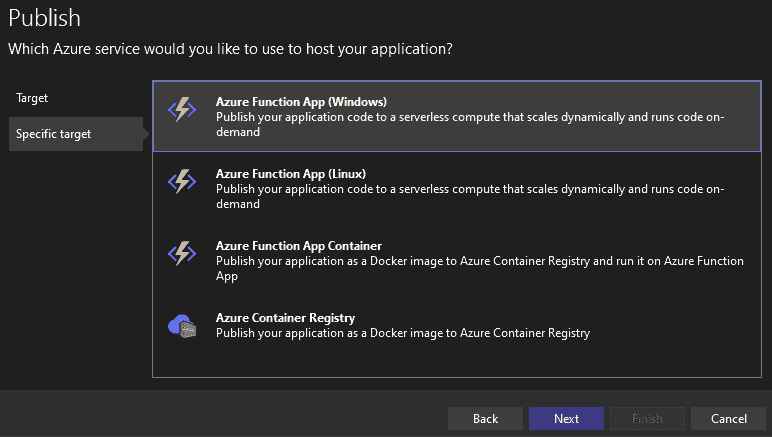 Publish
Which Azure service would you like to use to host your application?
Target
Specific target
Azure Function App (Windows)
Publish your application code to a serverless compute that scales dynamically and runs code on-
demand
Azure Function App (Linux)
Publish your application code to a serverless compute that scales dynamically and runs code on-
demand
Azure Function App Container
Publish your application as a Docker image to Azure Container Registry and run it on Azure Function
App
Azure Container Registry
Publish your application as a Docker image to Azure Container Registry
Back
Next
Finish
Cancel